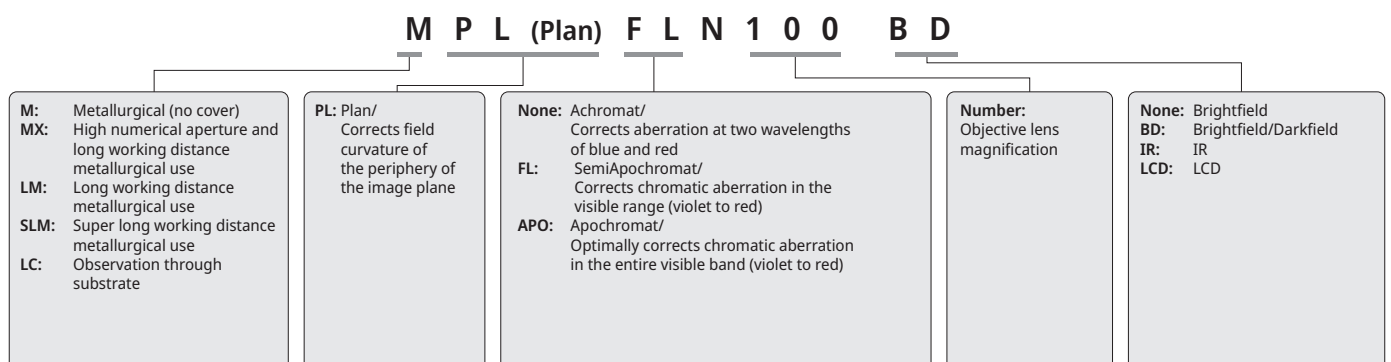 M P L (Plan) F L N 1 0 0 B D
M: Metallurgical (no cover)
MX: High numerical aperture and
long working distance
metallurgical use
LM: Long working distance
metallurgical use
SLM: Super long working distance
metallurgical use
LC: Observation through
substrate
PL: Plan/
Corrects field
curvature of
the periphery of
the image plane
None: Achromat/
Corrects aberration at two wavelengths
of blue and red
FL: SemiApochromat/
Corrects chromatic aberration in the
visible range (violet to red)
APO: Apochromat/
Optimally corrects chromatic aberration
in the entire visible band (violet to red)
Number:
Objective lens
magnification
None: Brightfield
BD: Brightfield/Darkfield
IR: IR
LCD: LCD